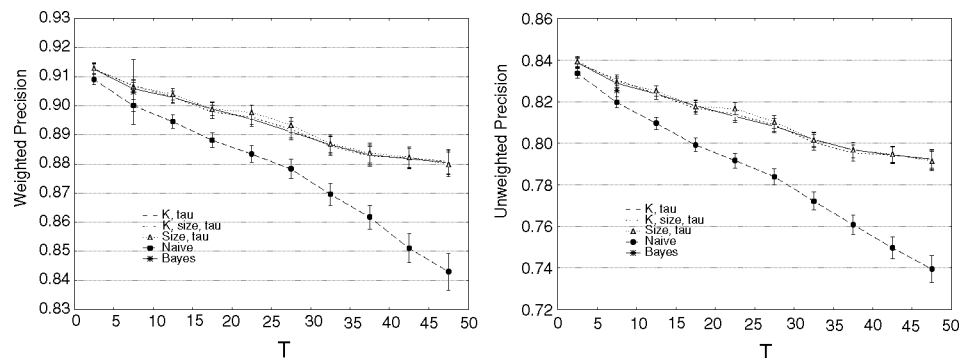 Weighted Precision
0.93
0.92
0.91
0.90
0.89
0.88
0.87
0.86
0.85
0.84
0.83
K, tau
K, size, tau
Size, tau
Naive
Bayes
0 5 10 15 20 25 30 35 40 45 50
T
Unweighted Precision
0.86
0.84
0.82
0.80
0.78
0.76
0.74
0.72
K, tau
K, size, tau
Size, tau
Naive
Bayes
0 5 10 15 20 25 30 35 40 45 50
T